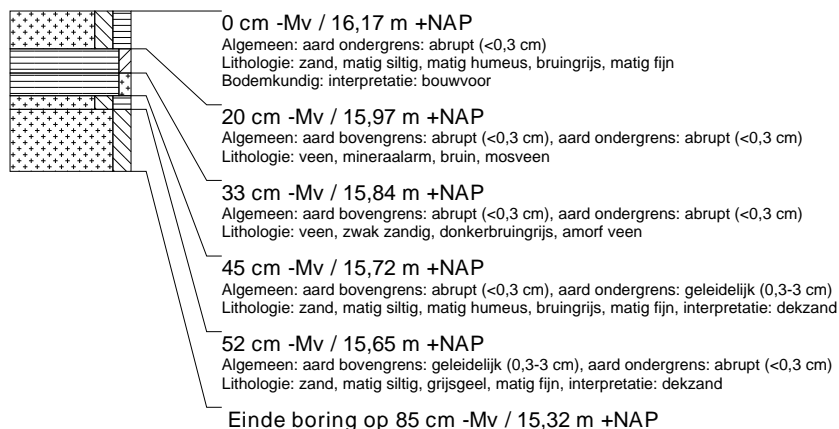 0 cm -Mv / 16,17 m +NAP
Algemeen: aard ondergrens: abrupt (<0,3 cm)
Lithologie: zand, matig siltig, matig humeus, bruingrijs, matig fijn
Bodemkundig: interpretatie: bouwvoor
20 cm -Mv / 15,97 m +NAP
Algemeen: aard bovengrens: abrupt (<0,3 cm), aard ondergrens: abrupt (<0,3 cm)
Lithologie: veen, mineraalarm, bruin, mosveen
33 cm -Mv / 15,84 m +NAP
Algemeen: aard bovengrens: abrupt (<0,3 cm), aard ondergrens: abrupt (<0,3 cm)
Lithologie: veen, zwak zandig, donkerbruingrijs, amorf veen
45 cm -Mv / 15,72 m +NAP
Algemeen: aard bovengrens: abrupt (<0,3 cm), aard ondergrens: geleidelijk (0,3-3 cm)
Lithologie: zand, matig siltig, matig humeus, bruingrijs, matig fijn, interpretatie: dekzand
52 cm -Mv / 15,65 m +NAP
Algemeen: aard bovengrens: geleidelijk (0,3-3 cm), aard ondergrens: abrupt (<0,3 cm)
Lithologie: zand, matig siltig, grijsgeel, matig fijn, interpretatie: dekzand
Einde boring op 85 cm -Mv / 15,32 m +NAP